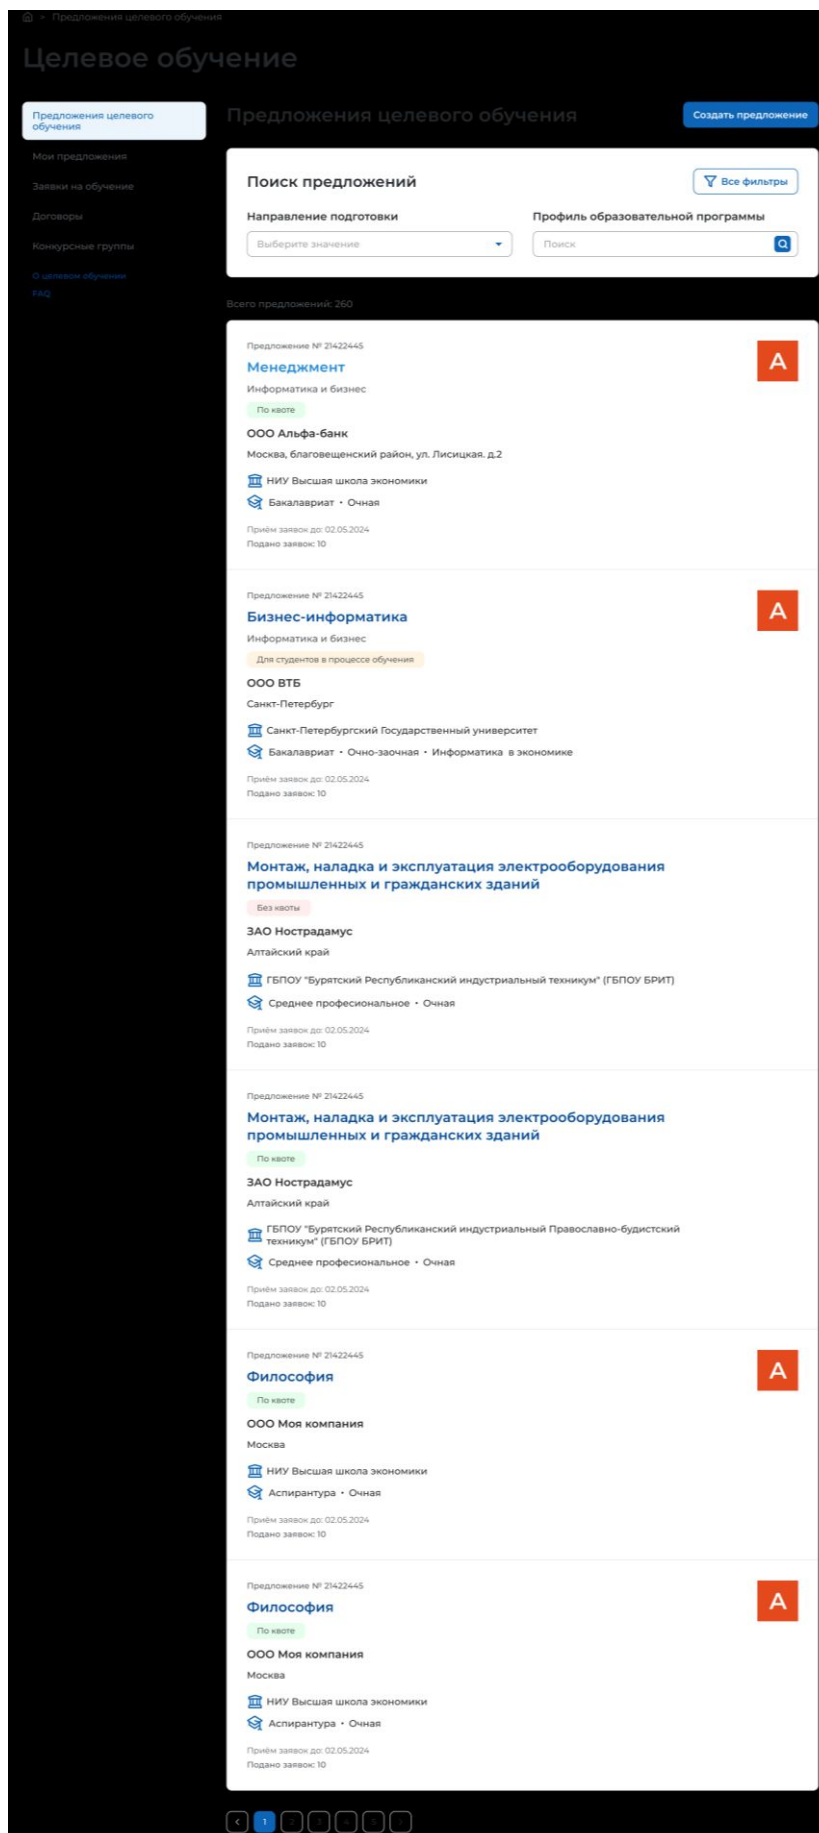 > Предложения целевого обучения
Целевое обучение
Предложения целевого
обучения
Мои предложения
Заявки на обучение
Договоры
Конкурсные группы
О целевом обучении
FAQ
Предложения целевого обучения
Создать предложение
Поиск предложений
Все фильтры
Направление подготовки
Профиль образовательной программы
Выберите значение
Поиск
Всего предложений: 260
Предложение № 21422445
А
Менеджмент
Информатика и бизнес
По квоте
ООО Альфа-банк
Москва, благовещенский район, ул. Лисицкая. д.2
НИУ Высшая школа экономики
Бакалавриат • Очная
Приём заявок до: 02.05.2024
Подано заявок: 10
Предложение № 21422445
А
Бизнес-информатика
Информатика и бизнес
Для студентов в процессе обучения
ООО ВТБ
Санкт-Петербург
Санкт-Петербургский Государственный университет
Бакалавриат • Очно-заочная • Информатика в экономике
Приём заявок до: 02.05.2024
Подано заявок: 10
Предложение № 21422445
Монтаж, наладка и эксплуатация электрооборудования
промышленных и гражданских зданий
Без квоты
ЗАО Нострадамус
Алтайский край
ГБПОУ "Бурятский Республиканский индустриальный техникум" (ГБПОУ БРИТ)
Среднее професиональное • Очная
Приём заявок до: 02.05.2024
Подано заявок: 10
Предложение № 21422445
Монтаж, наладка и эксплуатация электрооборудования
промышленных и гражданских зданий
По квоте
ЗАО Нострадамус
Алтайский край
ГБПОУ "Бурятский Республиканский индустриальный Православно-будистский
техникум" (ГБПОУ БРИТ)
Среднее професиональное • Очная
Приём заявок до: 02.05.2024
Подано заявок: 10
Предложение № 21422445
А
Философия
По квоте
ООО Моя компания
Москва
НИУ Высшая школа экономики
Аспирантура • Очная
Приём заявок до: 02.05.2024
Подано заявок: 10
Предложение № 21422445
А
Философия
По квоте
ООО Моя компания
Москва
НИУ Высшая школа экономики
Аспирантура • Очная
Приём заявок до: 02.05.2024
Подано заявок: 10
< 1 2 3 4 5 >